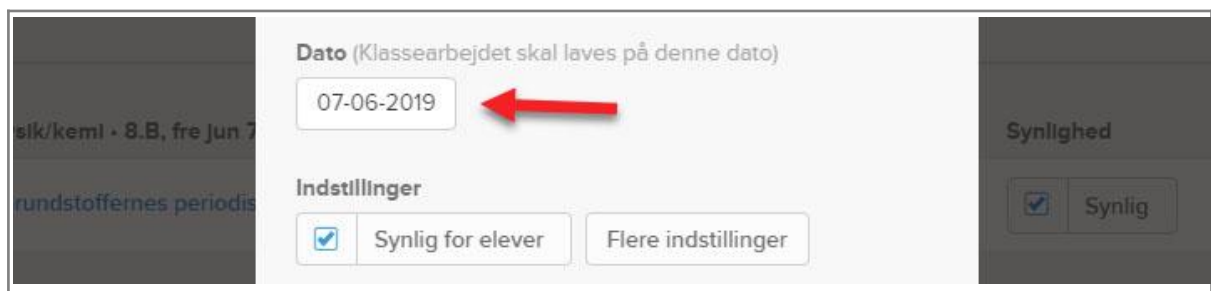 Dato (Klassearbejdet skal laves på denne dato)
07-06-2019
sik/kemi • 8.B, fre jun 7
Synlighed
Indstillinger
rundstoffernes periodis
Synlig for elever
Flere indstillinger
Synlig